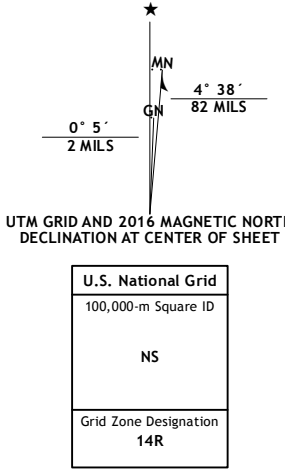 MN
4° 38´
82 MILS
GN
0° 5´
2 MILS
UTM GRID AND 2016 MAGNETIC NORTH
DECLINATION AT CENTER OF SHEET
U.S. National Grid
100,000-m Square ID
NS
Grid Zone Designation
14R